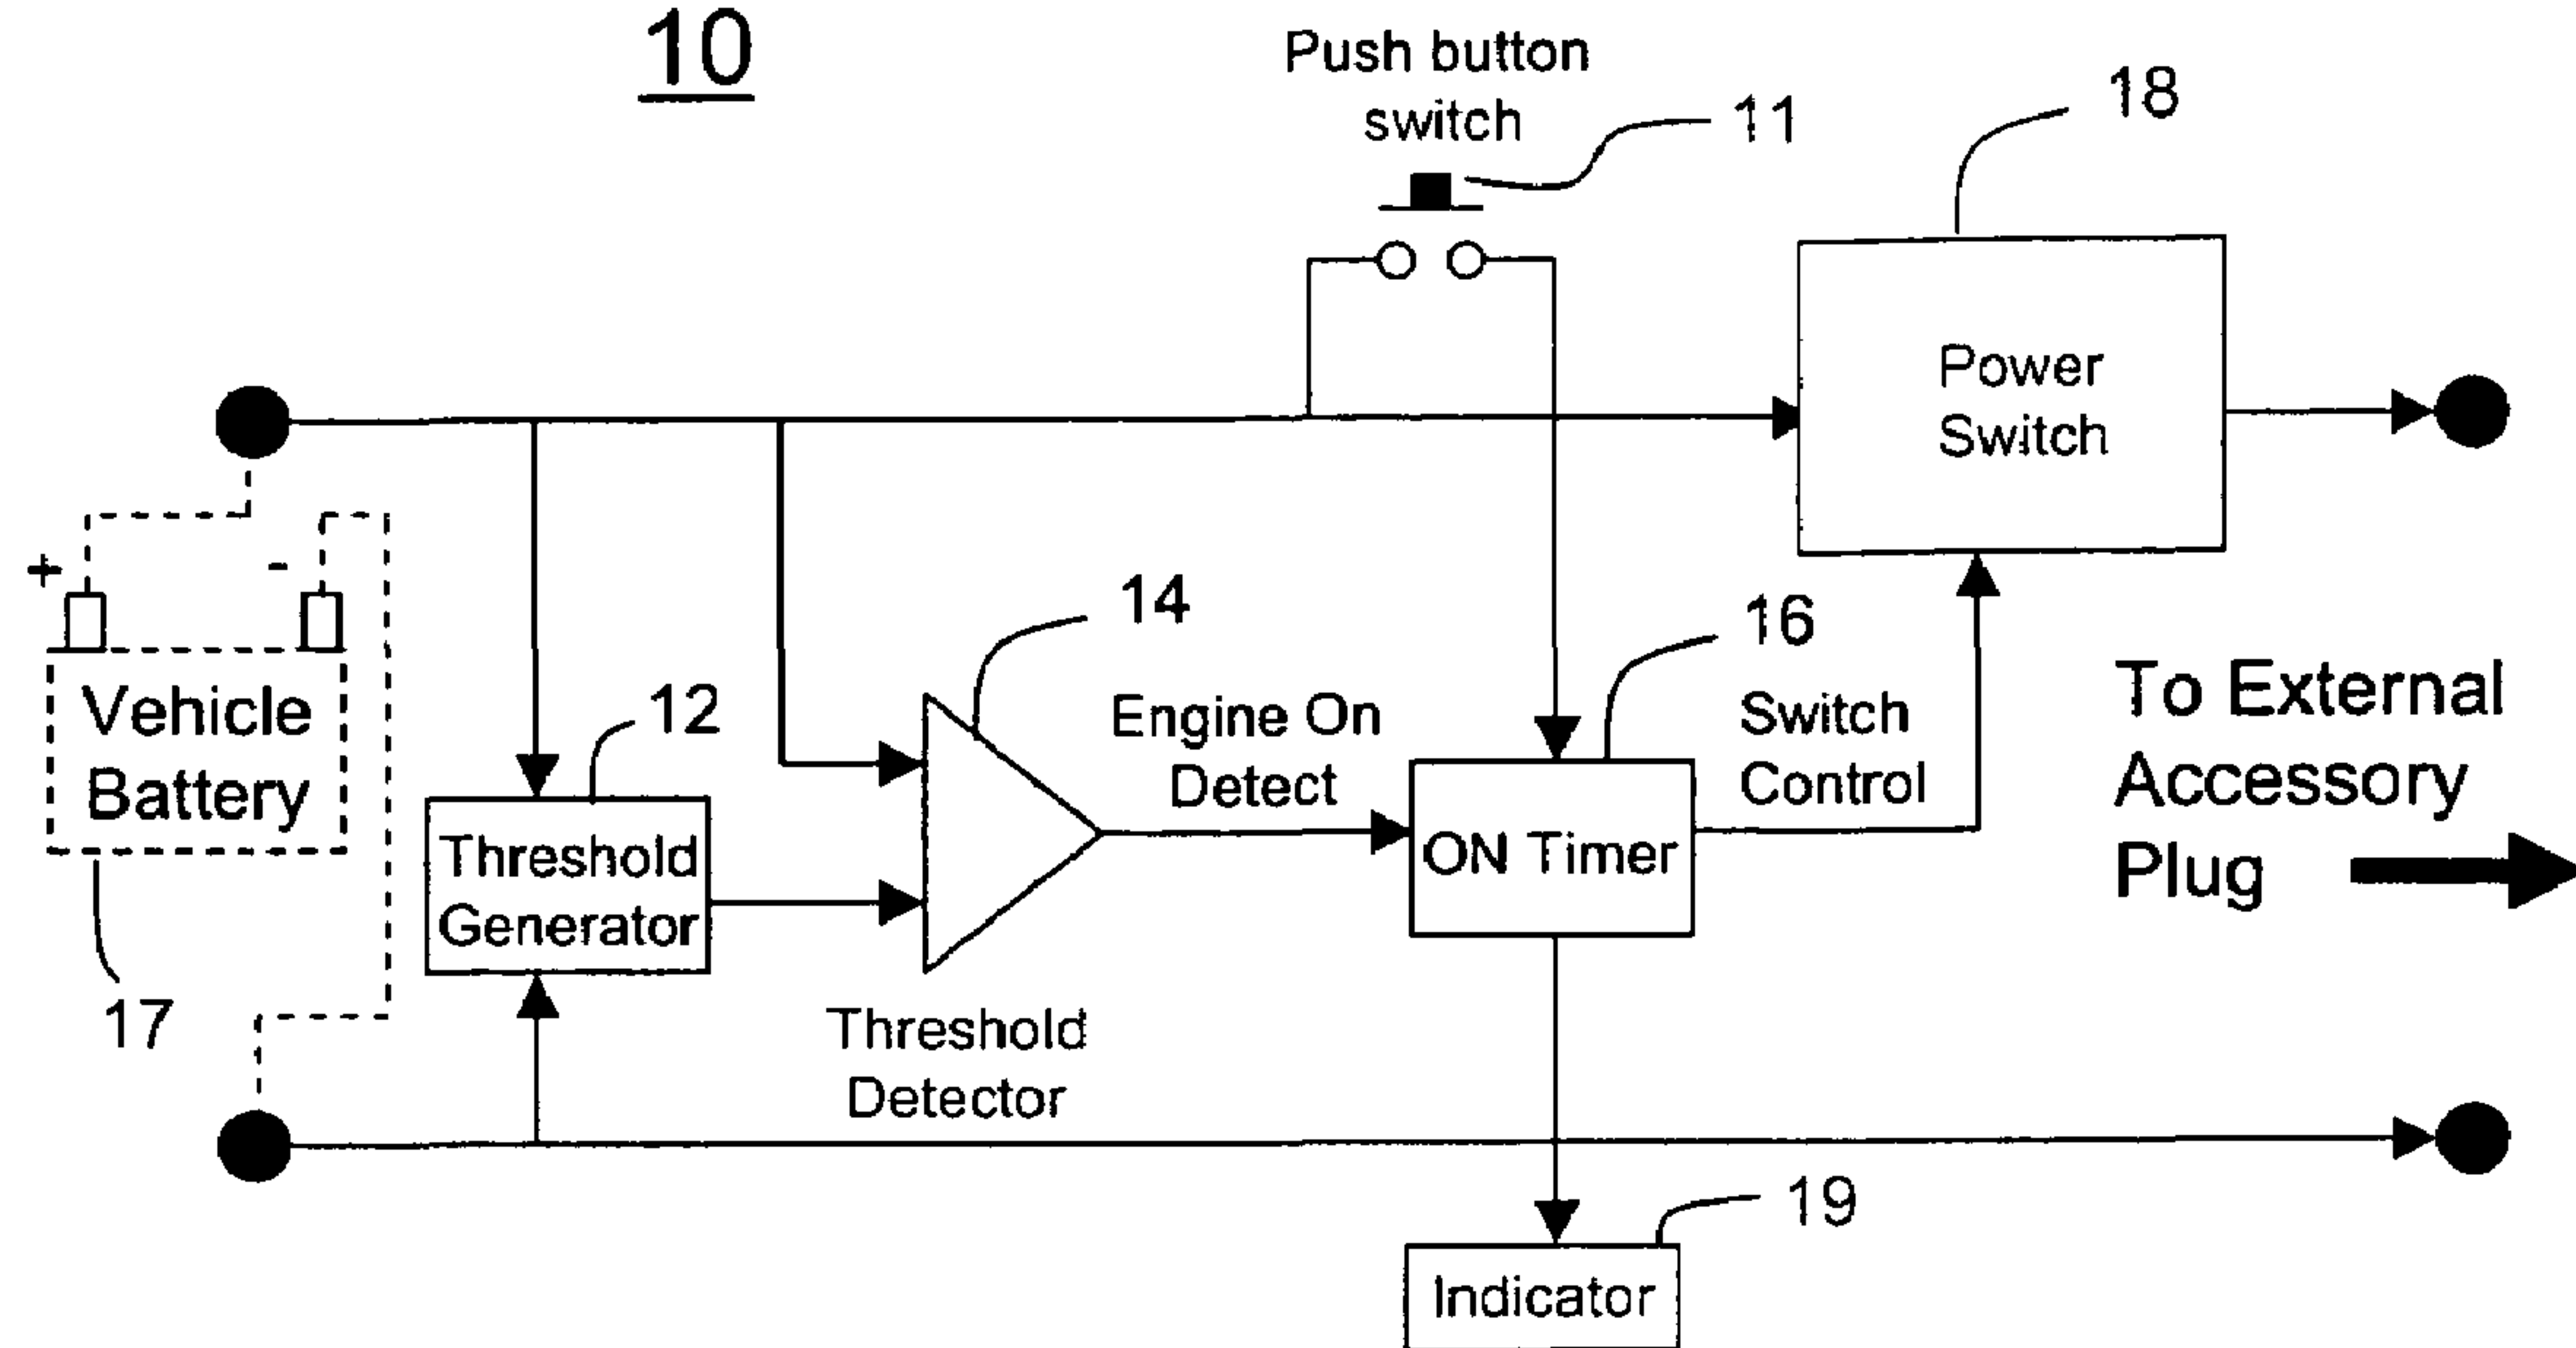 10
Push button
switch
11
18
Power
Switch
+
-
14
16
Vehicle
Battery
12
Engine On
Detect
Switch
Control
To External
Accessory
Plug
Threshold
Generator
ON Timer
17
Threshold
Detector
19
Indicator